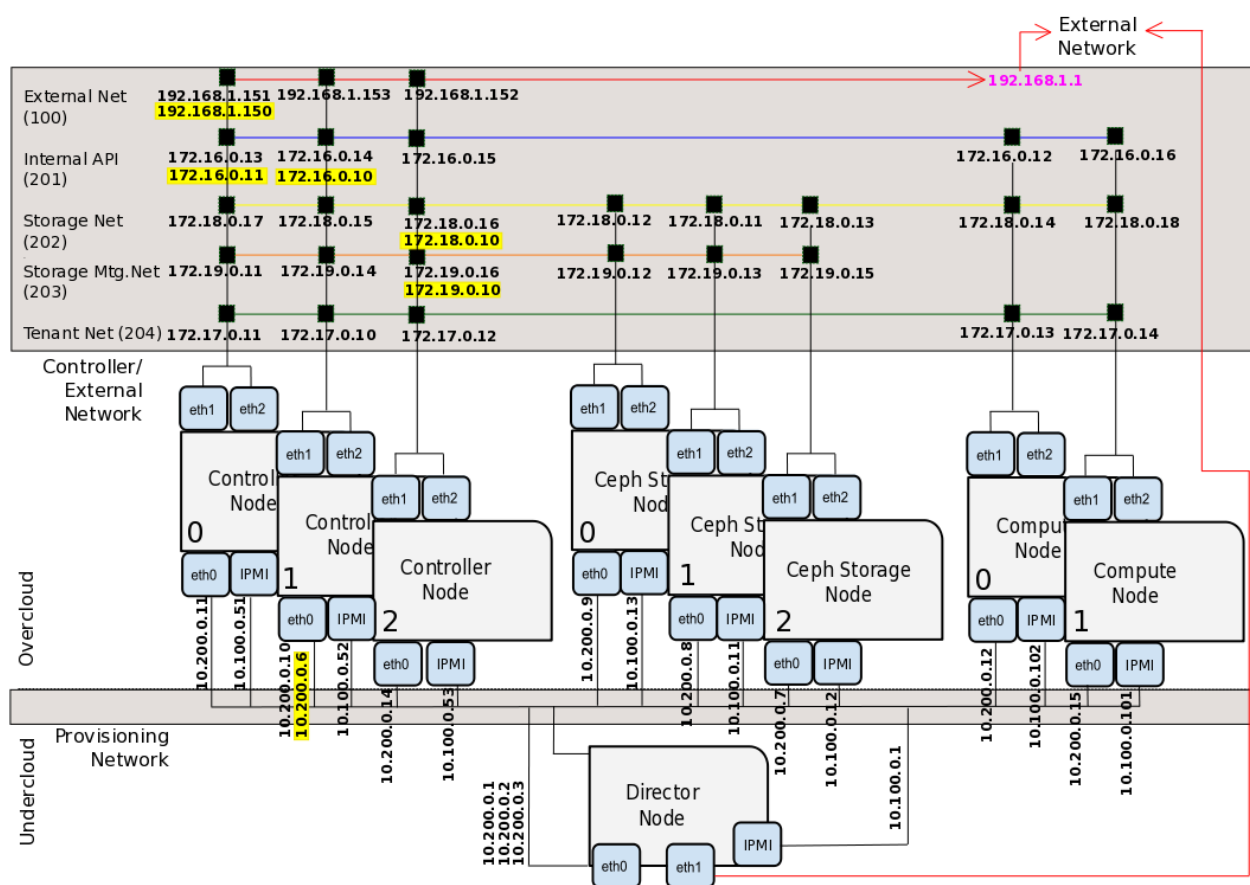 External
Network
External Net
(100)
192.168.1.151
192.168.1.150
192.168.1.153
192.168.1.152
192.168.1.1
Internal API
(201)
172.16.0.13
172.16.0.11
172.16.0.14
172.16.0.10
172.16.0.15
172.16.0.12
172.16.0.16
Storage Net
(202)
172.18.0.17
172.18.0.15
172.18.0.16
172.18.0.10
172.18.0.12
172.18.0.11
172.18.0.13
172.18.0.14
172.18.0.18
Storage Mtg.Net
(203)
172.19.0.11
172.19.0.14
172.19.0.16
172.19.0.10
172.19.0.12
172.19.0.13
172.19.0.15
Tenant Net (204)
172.17.0.11
172.17.0.10
172.17.0.12
172.17.0.13
172.17.0.14
Controller/
External
Network
eth1
eth2
Control
Node
0
eth0
IPMI
10.200.0.11
10.100.0.51
eth1
eth2
Control
Node
1
eth0
IPMI
10.200.0.10
10.200.0.6
10.100.0.52
eth1
eth2
Controller
Node
2
eth0
IPMI
10.200.0.14
10.100.0.53
eth1
eth2
Ceph St
Nod
0
eth0
IPMI
10.200.0.9
10.100.0.13
eth1
eth2
Ceph St
Nod
1
eth0
IPMI
10.200.0.8
10.100.0.11
eth1
eth2
Ceph Storage
Node
2
eth0
IPMI
10.200.0.7
10.100.0.12
eth1
eth2
Comput
Node
0
eth0
IPMI
10.200.0.12
10.100.0.102
eth1
eth2
Compute
Node
1
eth0
IPMI
10.200.0.15
10.100.0.101
Overcloud
Undercloud
Provisioning
Network
10.200.0.1
10.200.0.2
10.200.0.3
Director
Node
eth0
eth1
IPMI
10.100.0.1